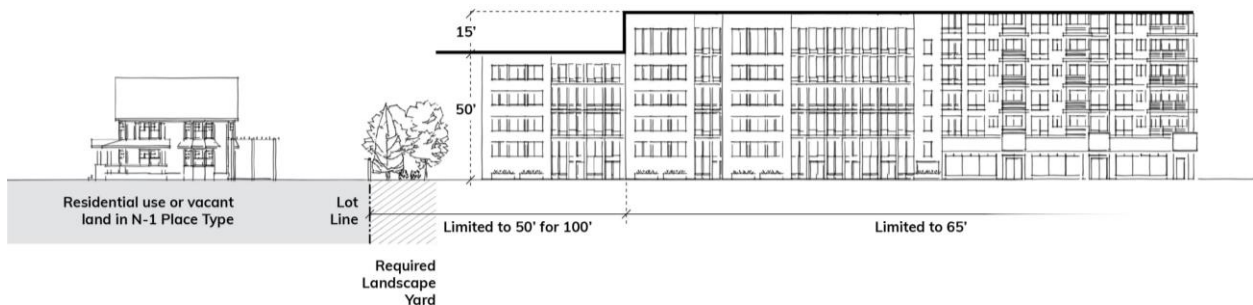 15'
50'
Residential use or vacant
land in N-1 Place Type
Lot
Line
Limited to 50' for 100'
Limited to 65'
Required
Landscape
Yard